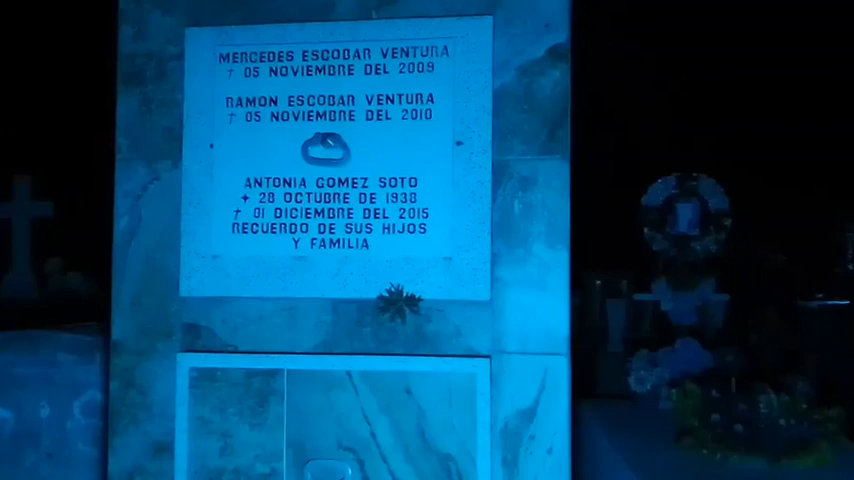 MERCEDES ESCOBAR VENTURA
† 05 NOVIEMBRE DEL 2009
RAMON ESCOBAR VENTURA
† 05 NOVIEMBRE DEL 2010
ANTONIA GOMEZ SOTO
✦ 28 OCTUBRE DE 1938
† 01 DICIEMBRE DEL 2015
RECUERDO DE SUS HIJOS
Y FAMILIA